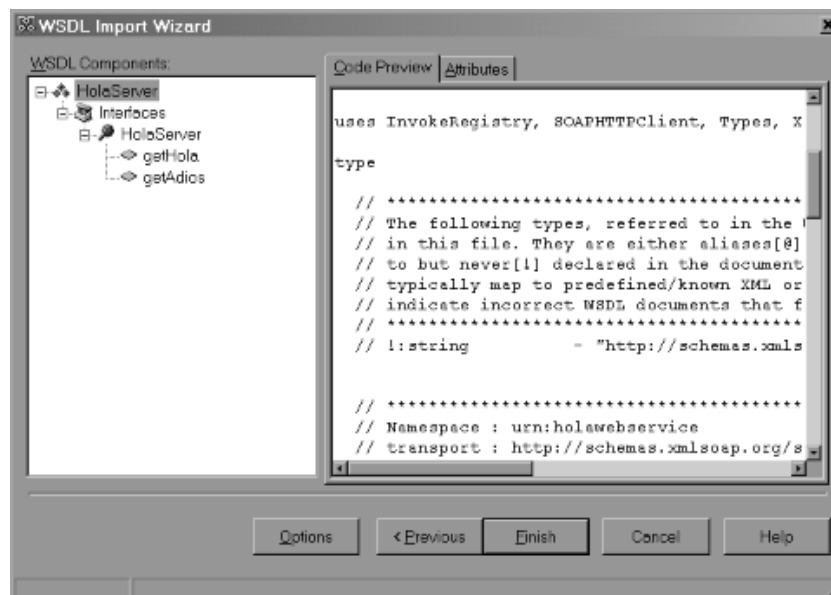 WSDL Import Wizard
WSDL Components:
HolaServer
Interfaces
HolaServer
getHola
getAdios
Code Preview
Attributes
uses InvokeRegistry, SOAPHTTPClient, Types, X
type
// ******************************************
// The following types, referred to in the
// in this file. They are either aliases[@]
// to but never[!] declared in the document
// typically map to predefined/known XML or
// indicate incorrect WSDL documents that f
// ******************************************
// !:string - "http://schemas.xmls
// ******************************************
// Namespace : urn:holawebservice
// transport : http://schemas.xmlsoap.org/s
Options
< Previous
Finish
Cancel
Help